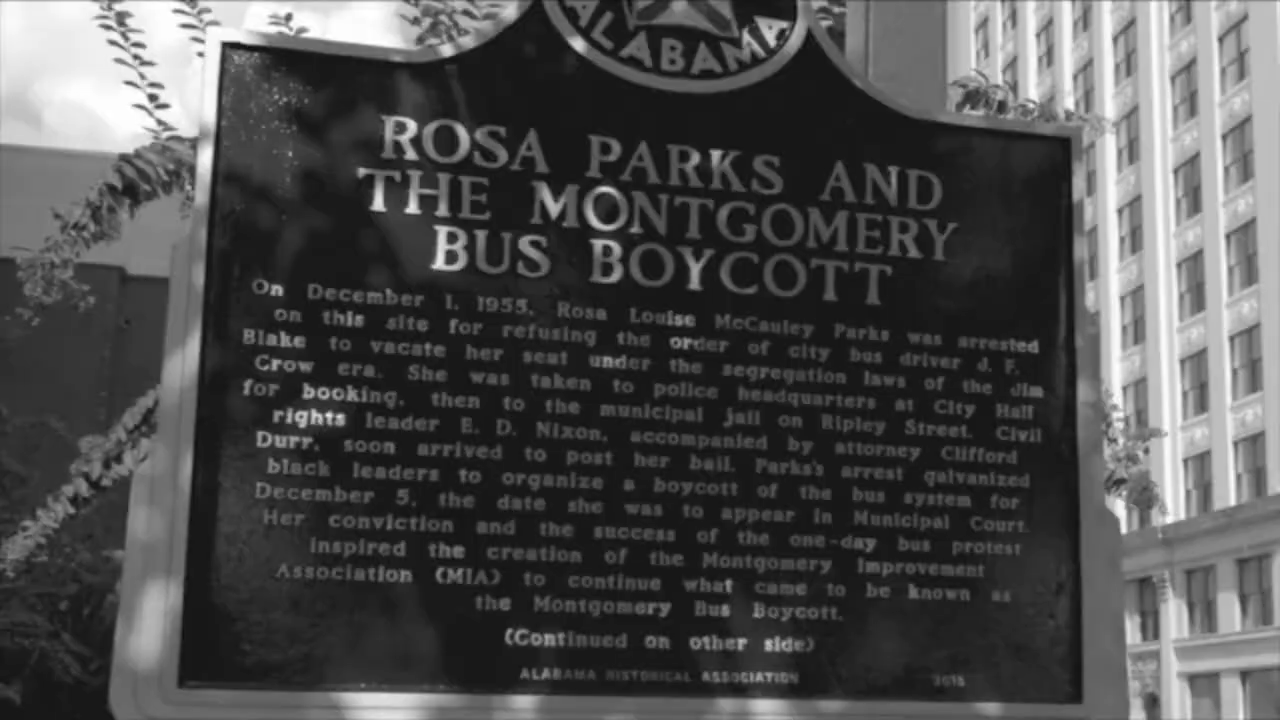 ALABAMA
ROSA PARKS AND
THE MONTGOMERY
BUS BOYCOTT
On December 1, 1955, Rosa Louise McCauley Parks was arrested
on this site for refusing the order of city bus driver J. F.
Blake to vacate her seat under the segregation laws of the Jim
Crow era. She was taken to police headquarters at City Hall
for booking, then to the municipal jail on Ripley Street. Civil
rights leader E. D. Nixon, accompanied by attorney Clifford
Durr, soon arrived to post her bail. Parks's arrest galvanized
black leaders to organize a boycott of the bus system for
December 5, the date she was to appear in Municipal Court.
Her conviction and the success of the one-day bus protest
inspired the creation of the Montgomery Improvement
Association (MIA) to continue what came to be known as
the Montgomery Bus Boycott.
(Continued on other side)
ALABAMA HISTORICAL ASSOCIATION